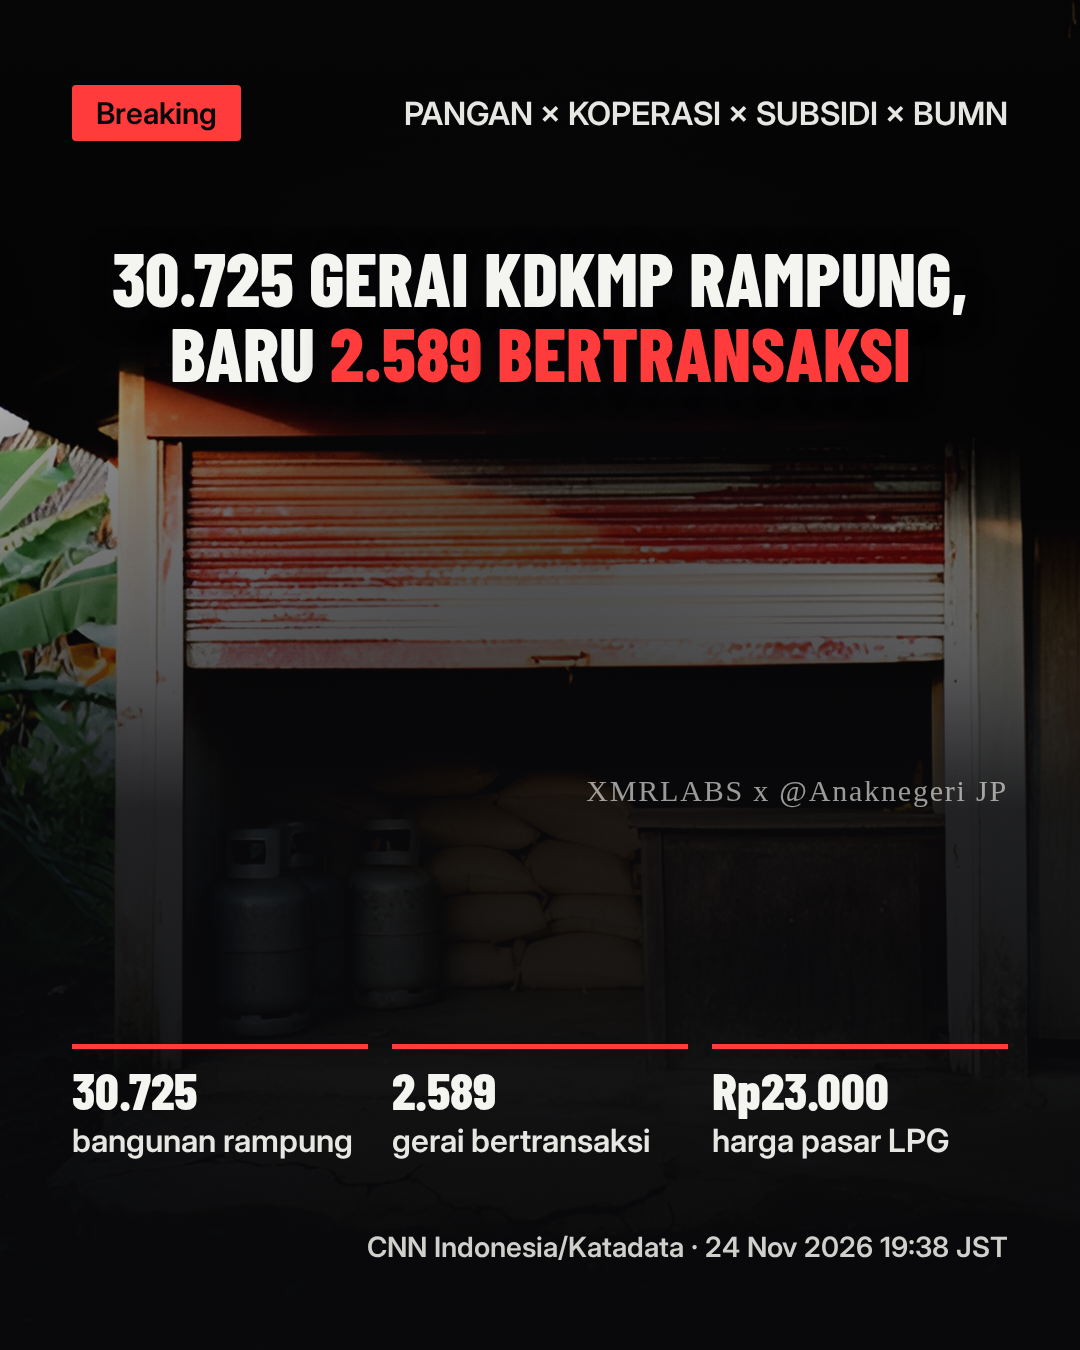 Breaking
PANGAN × KOPERASI × SUBSIDI × BUMN
30.725 GERAI KDKMP RAMPUNG,
BARU 2.589 BERTRANSAKSI
XMRLABS x @Anaknegeri JP
30.725
bangunan rampung
2.589
gerai bertransaksi
Rp23.000
harga pasar LPG
CNN Indonesia/Katadata · 24 Nov 2026 19:38 JST